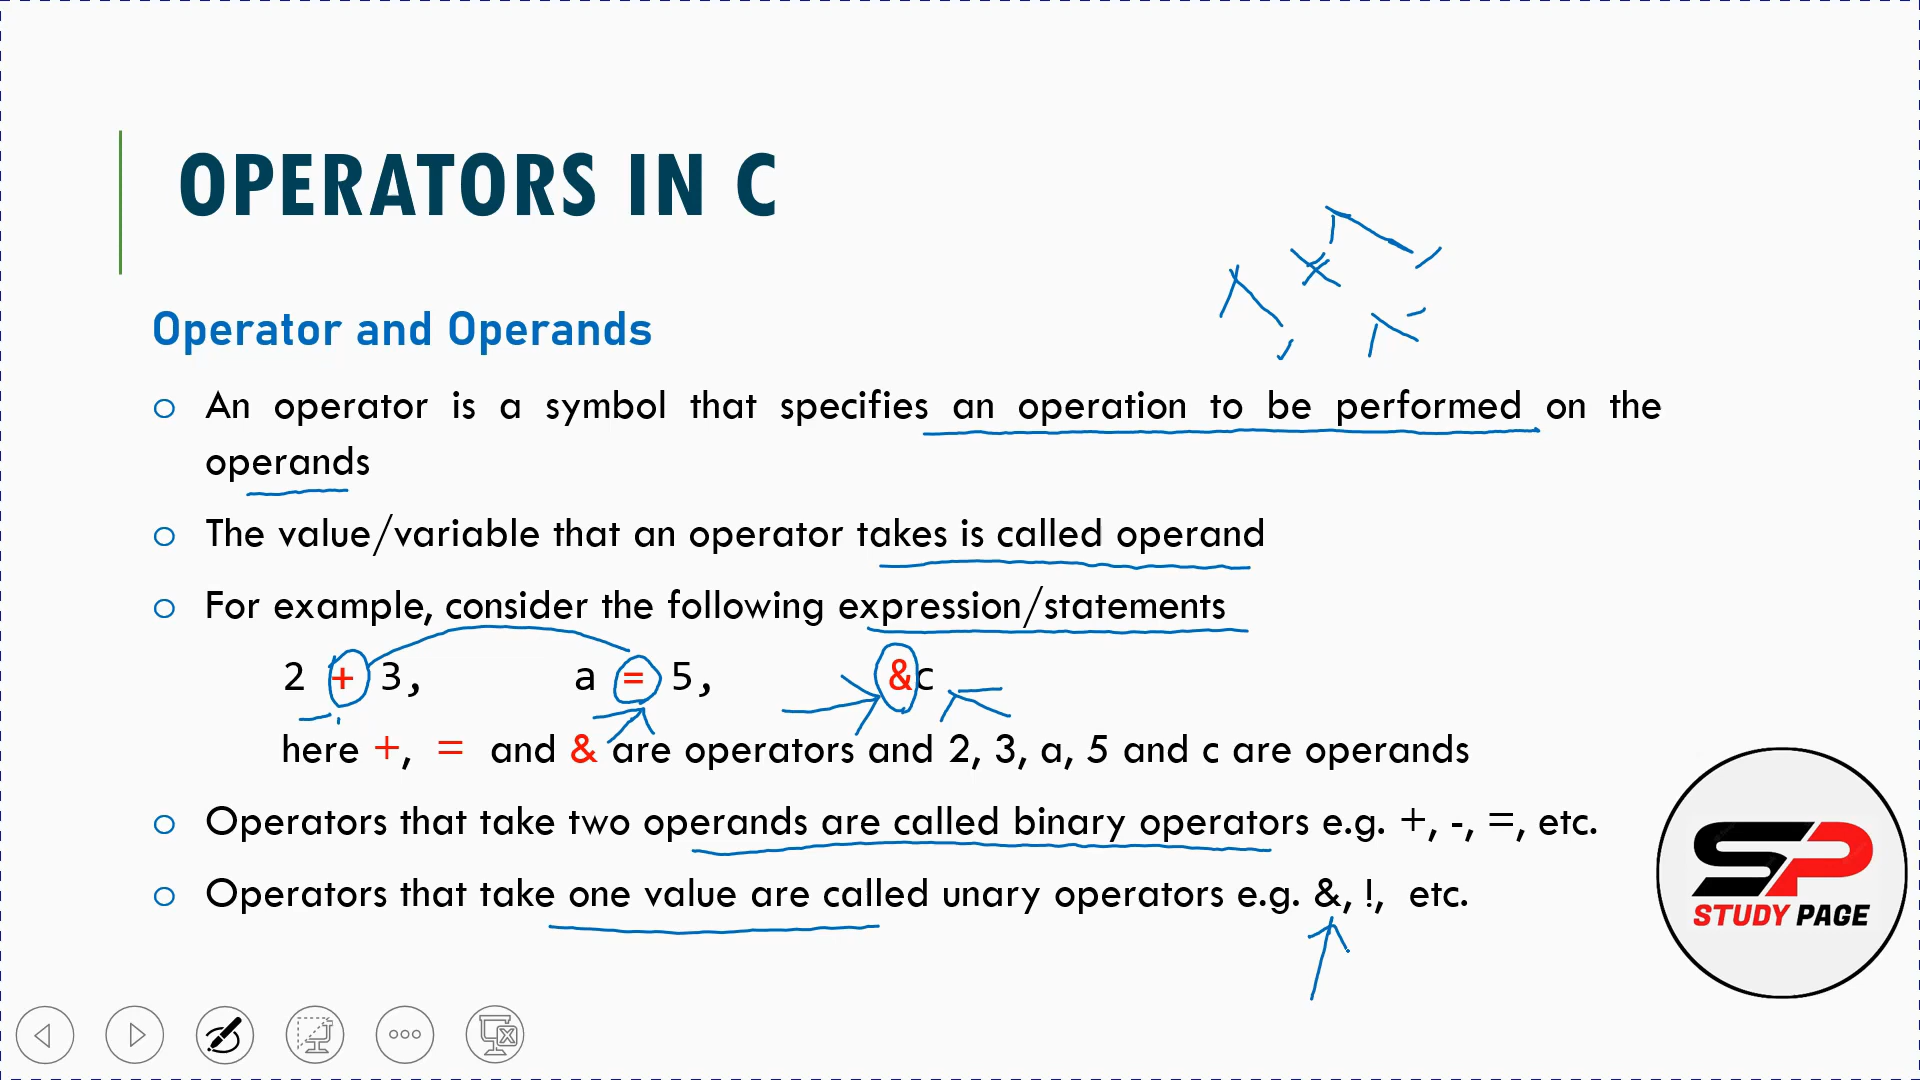 OPERATORS IN C
Operator and Operands
An operator is a symbol that specifies an operation to be performed on the
operands
The value/variable that an operator takes is called operand
For example, consider the following expression/statements
2 + 3, a = 5, &c
here +, = and & are operators and 2, 3, a, 5 and c are operands
Operators that take two operands are called binary operators e.g. +, -, =, etc.
Operators that take one value are called unary operators e.g. &, !, etc.
SP
STUDY PAGE